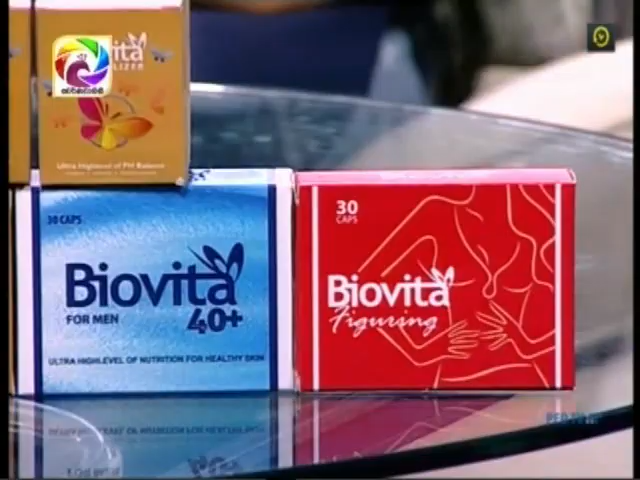 ita
LIZER
Ultra Highlevel of PH Balance
30 CAPS
Biovita
FOR MEN
40+
ULTRA HIGHLEVEL OF NUTRITION FOR HEALTHY SKIN
30
CAPS
Biovita
Figuring